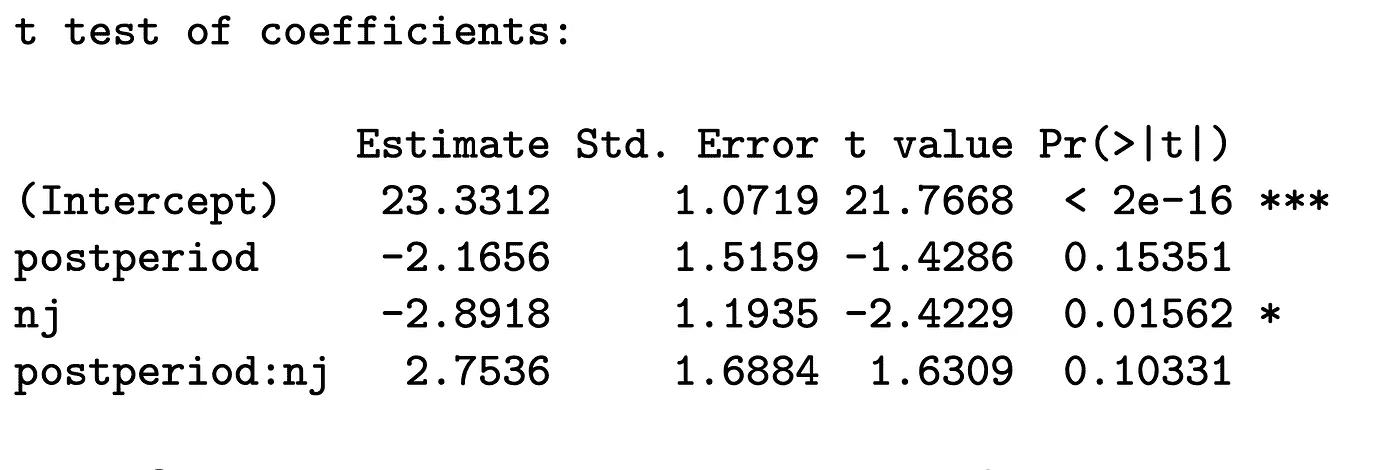 t test of coefficients:
Estimate Std. Error t value Pr(>|t|)
(Intercept) 23.3312 1.0719 21.7668 < 2e-16 ***
postperiod -2.1656 1.5159 -1.4286 0.15351
nj -2.8918 1.1935 -2.4229 0.01562 *
postperiod:nj 2.7536 1.6884 1.6309 0.10331